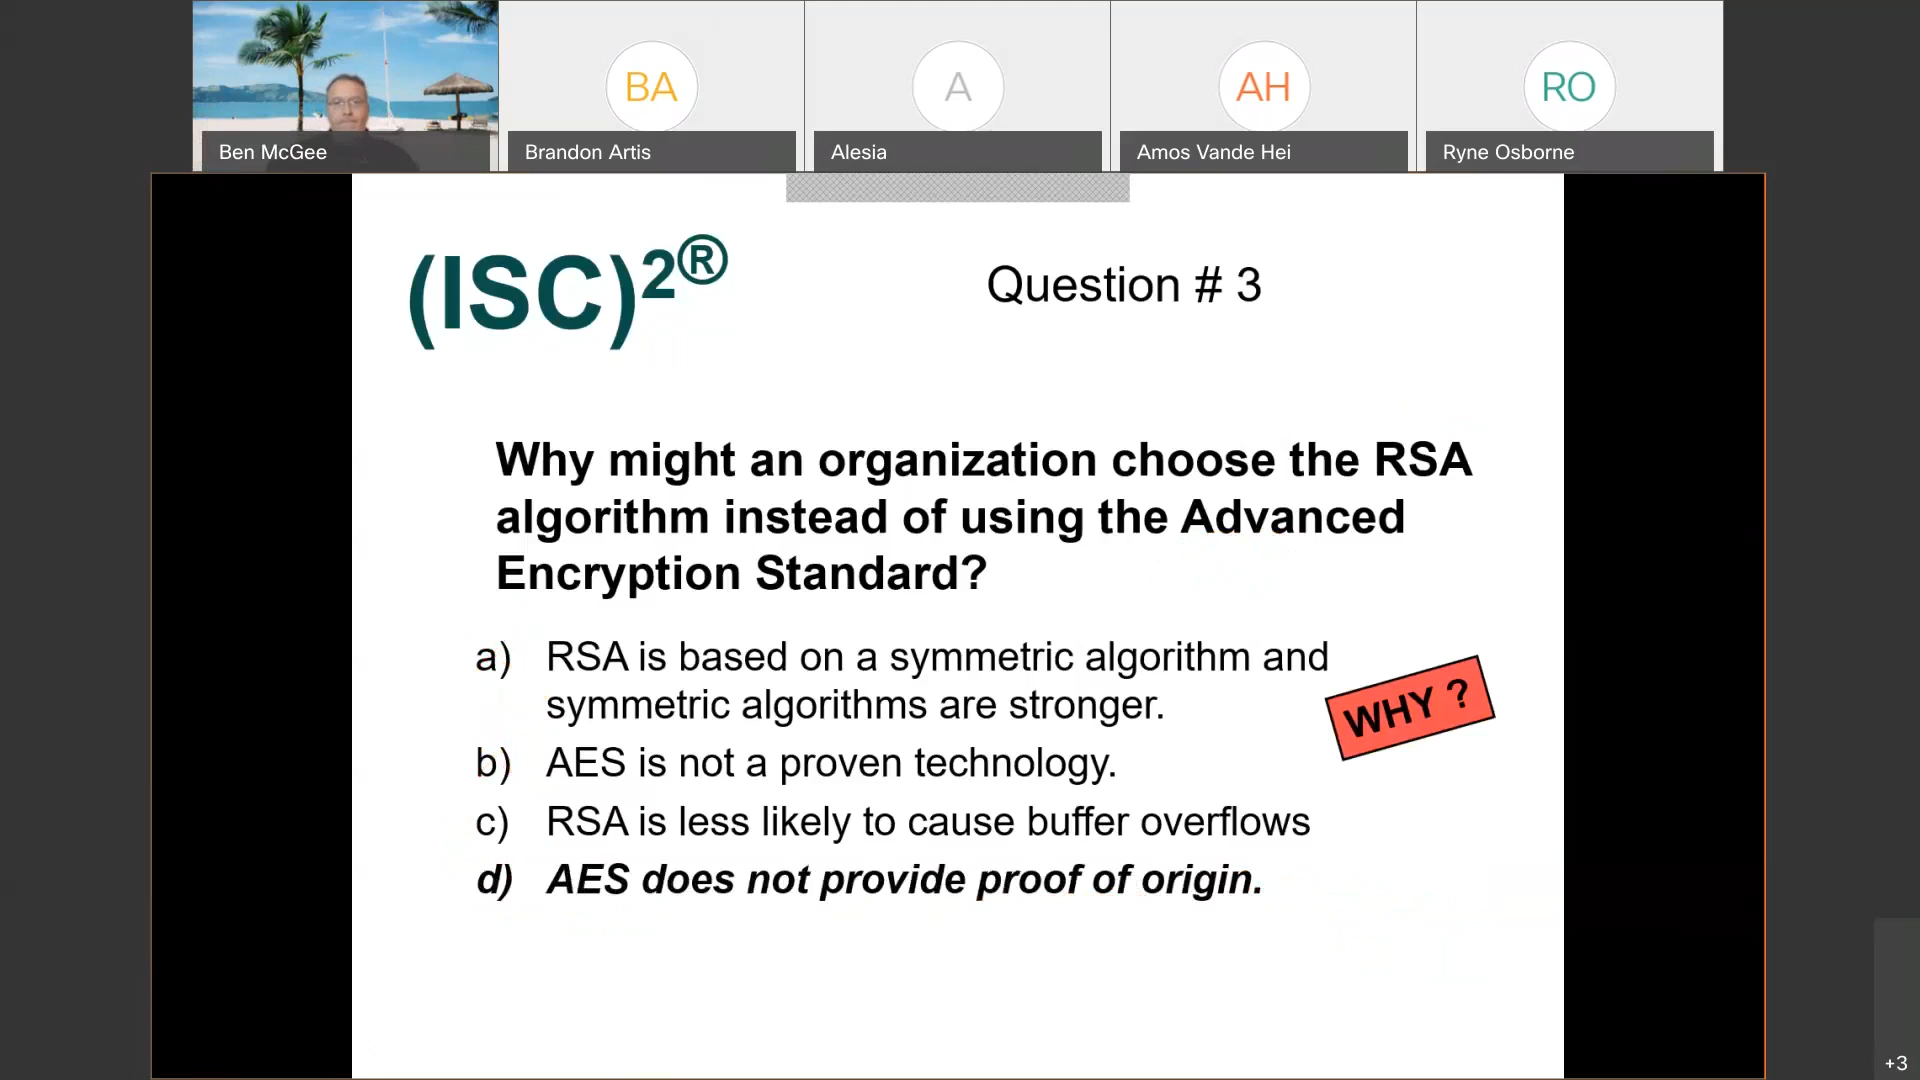 BA
A
AH
RO
Ben McGee
Brandon Artis
Alesia
Amos Vande Hei
Ryne Osborne
(ISC)2®
Question # 3
Why might an organization choose the RSA
algorithm instead of using the Advanced
Encryption Standard?
a) RSA is based on a symmetric algorithm and
symmetric algorithms are stronger.
WHY ?
b) AES is not a proven technology.
c) RSA is less likely to cause buffer overflows
d) AES does not provide proof of origin.
+3